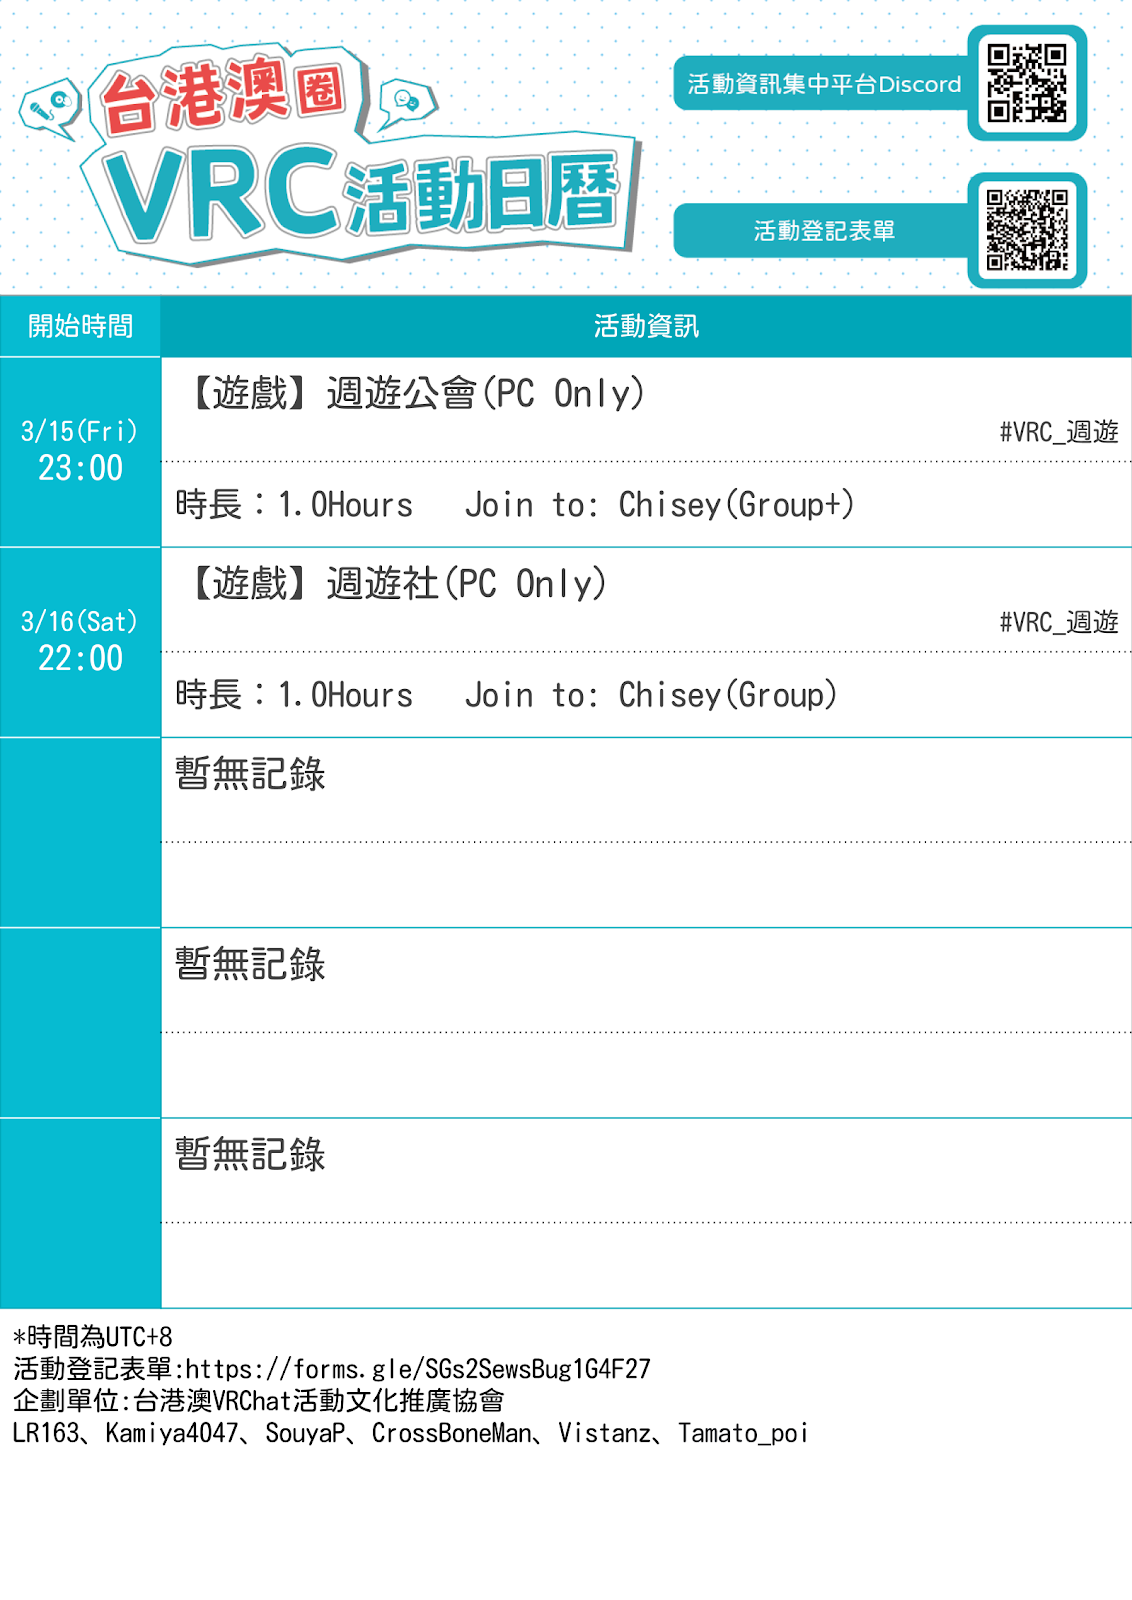 台港澳圈
VRC活動日曆
活動資訊集中平台Discord
活動登記表單
開始時間
活動資訊
3/15(Fri)
23:00
【遊戲】週遊公會(PC Only)
#VRC_週遊
時長：1.0Hours Join to: Chisey(Group+)
3/16(Sat)
22:00
【遊戲】週遊社(PC Only)
#VRC_週遊
時長：1.0Hours Join to: Chisey(Group)
暫無記錄
暫無記錄
暫無記錄
*時間為UTC+8
活動登記表單:https://forms.gle/SGs2SewsBug1G4F27
企劃單位:台港澳VRChat活動文化推廣協會
LR163、Kamiya4047、SouyaP、CrossBoneMan、Vistanz、Tamato_poi